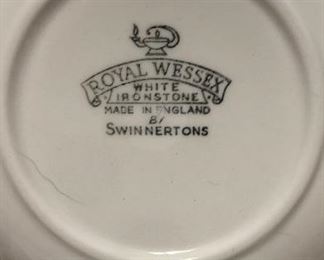 ROYAL WESSEX
WHITE
IRONSTONE
MADE IN ENGLAND
BY
SWINNERTONS